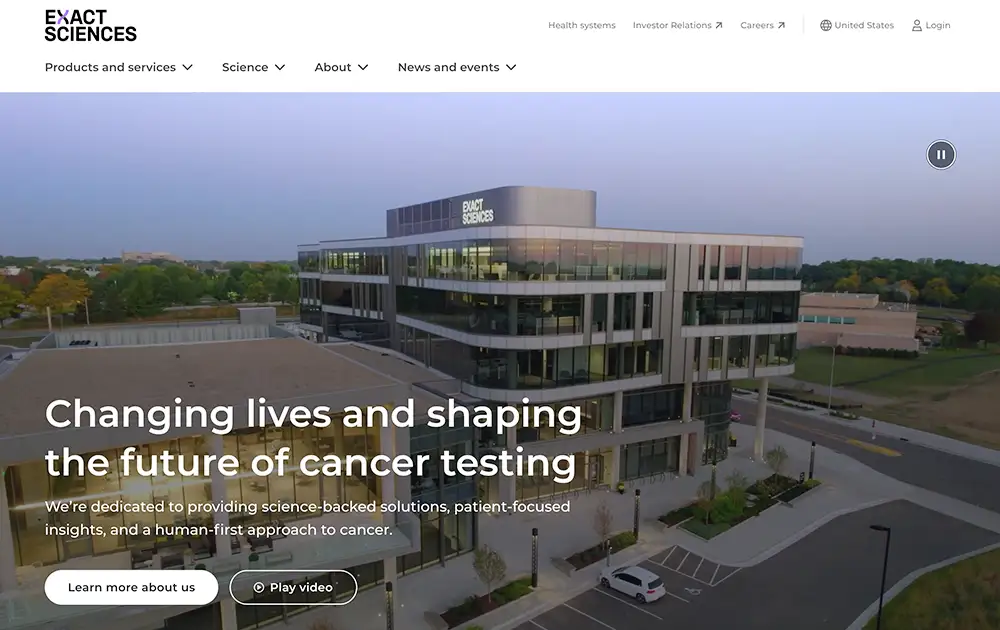 EXACT
SCIENCES
Health systems
Investor Relations
Careers
United States
Login
Products and services
Science
About
News and events
EXACT
SCIENCES
Changing lives and shaping
the future of cancer testing
We're dedicated to providing science-backed solutions, patient-focused
insights, and a human-first approach to cancer.
Learn more about us
Play video